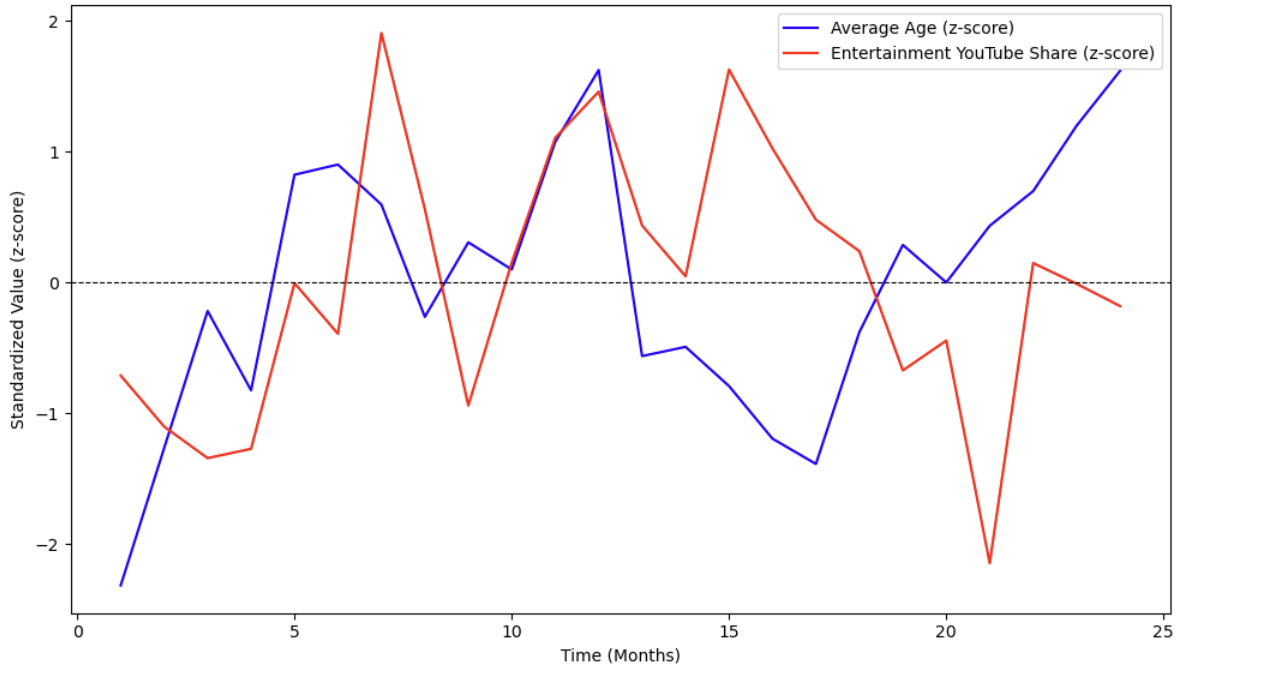 Average Age (z-score)
Entertainment YouTube Share (z-score)
2
1
0
−1
−2
Standardized Value (z-score)
0 5 10 15 20 25
Time (Months)